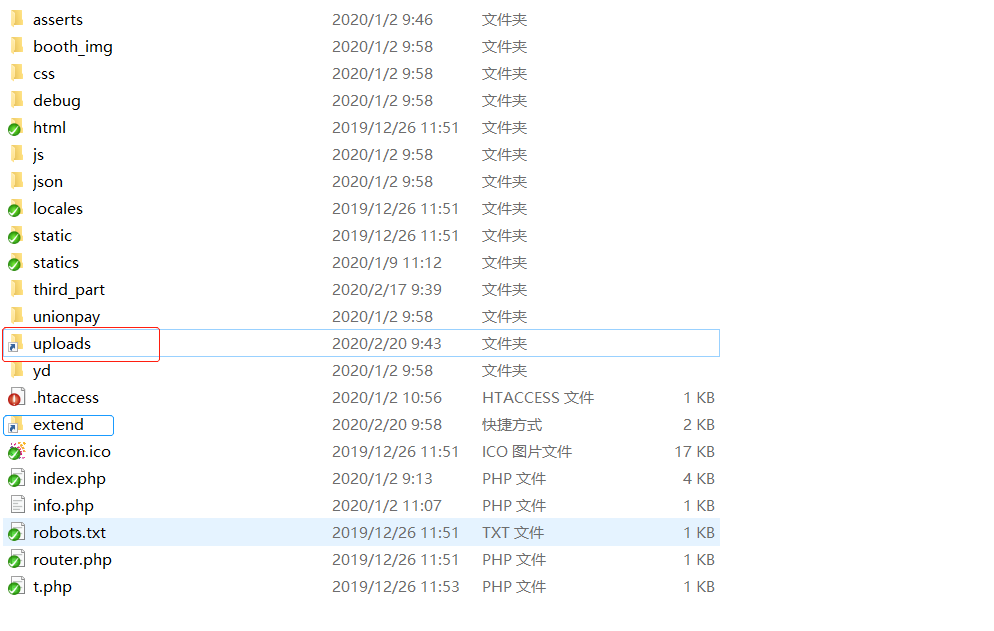 asserts 2020/1/2 9:46 文件夹
booth_img 2020/1/2 9:58 文件夹
css 2020/1/2 9:58 文件夹
debug 2020/1/2 9:58 文件夹
html 2019/12/26 11:51 文件夹
js 2020/1/2 9:58 文件夹
json 2020/1/2 9:58 文件夹
locales 2019/12/26 11:51 文件夹
static 2019/12/26 11:51 文件夹
statics 2020/1/9 11:12 文件夹
third_part 2020/2/17 9:39 文件夹
unionpay 2020/1/2 9:58 文件夹
uploads 2020/2/20 9:43 文件夹
yd 2020/1/2 9:58 文件夹
.htaccess 2020/1/2 10:56 HTACCESS 文件 1 KB
extend 2020/2/20 9:58 快捷方式 2 KB
favicon.ico 2019/12/26 11:51 ICO 图片文件 17 KB
index.php 2020/1/2 9:13 PHP 文件 4 KB
info.php 2020/1/2 11:07 PHP 文件 1 KB
robots.txt 2019/12/26 11:51 TXT 文件 1 KB
router.php 2019/12/26 11:51 PHP 文件 1 KB
t.php 2019/12/26 11:53 PHP 文件 1 KB